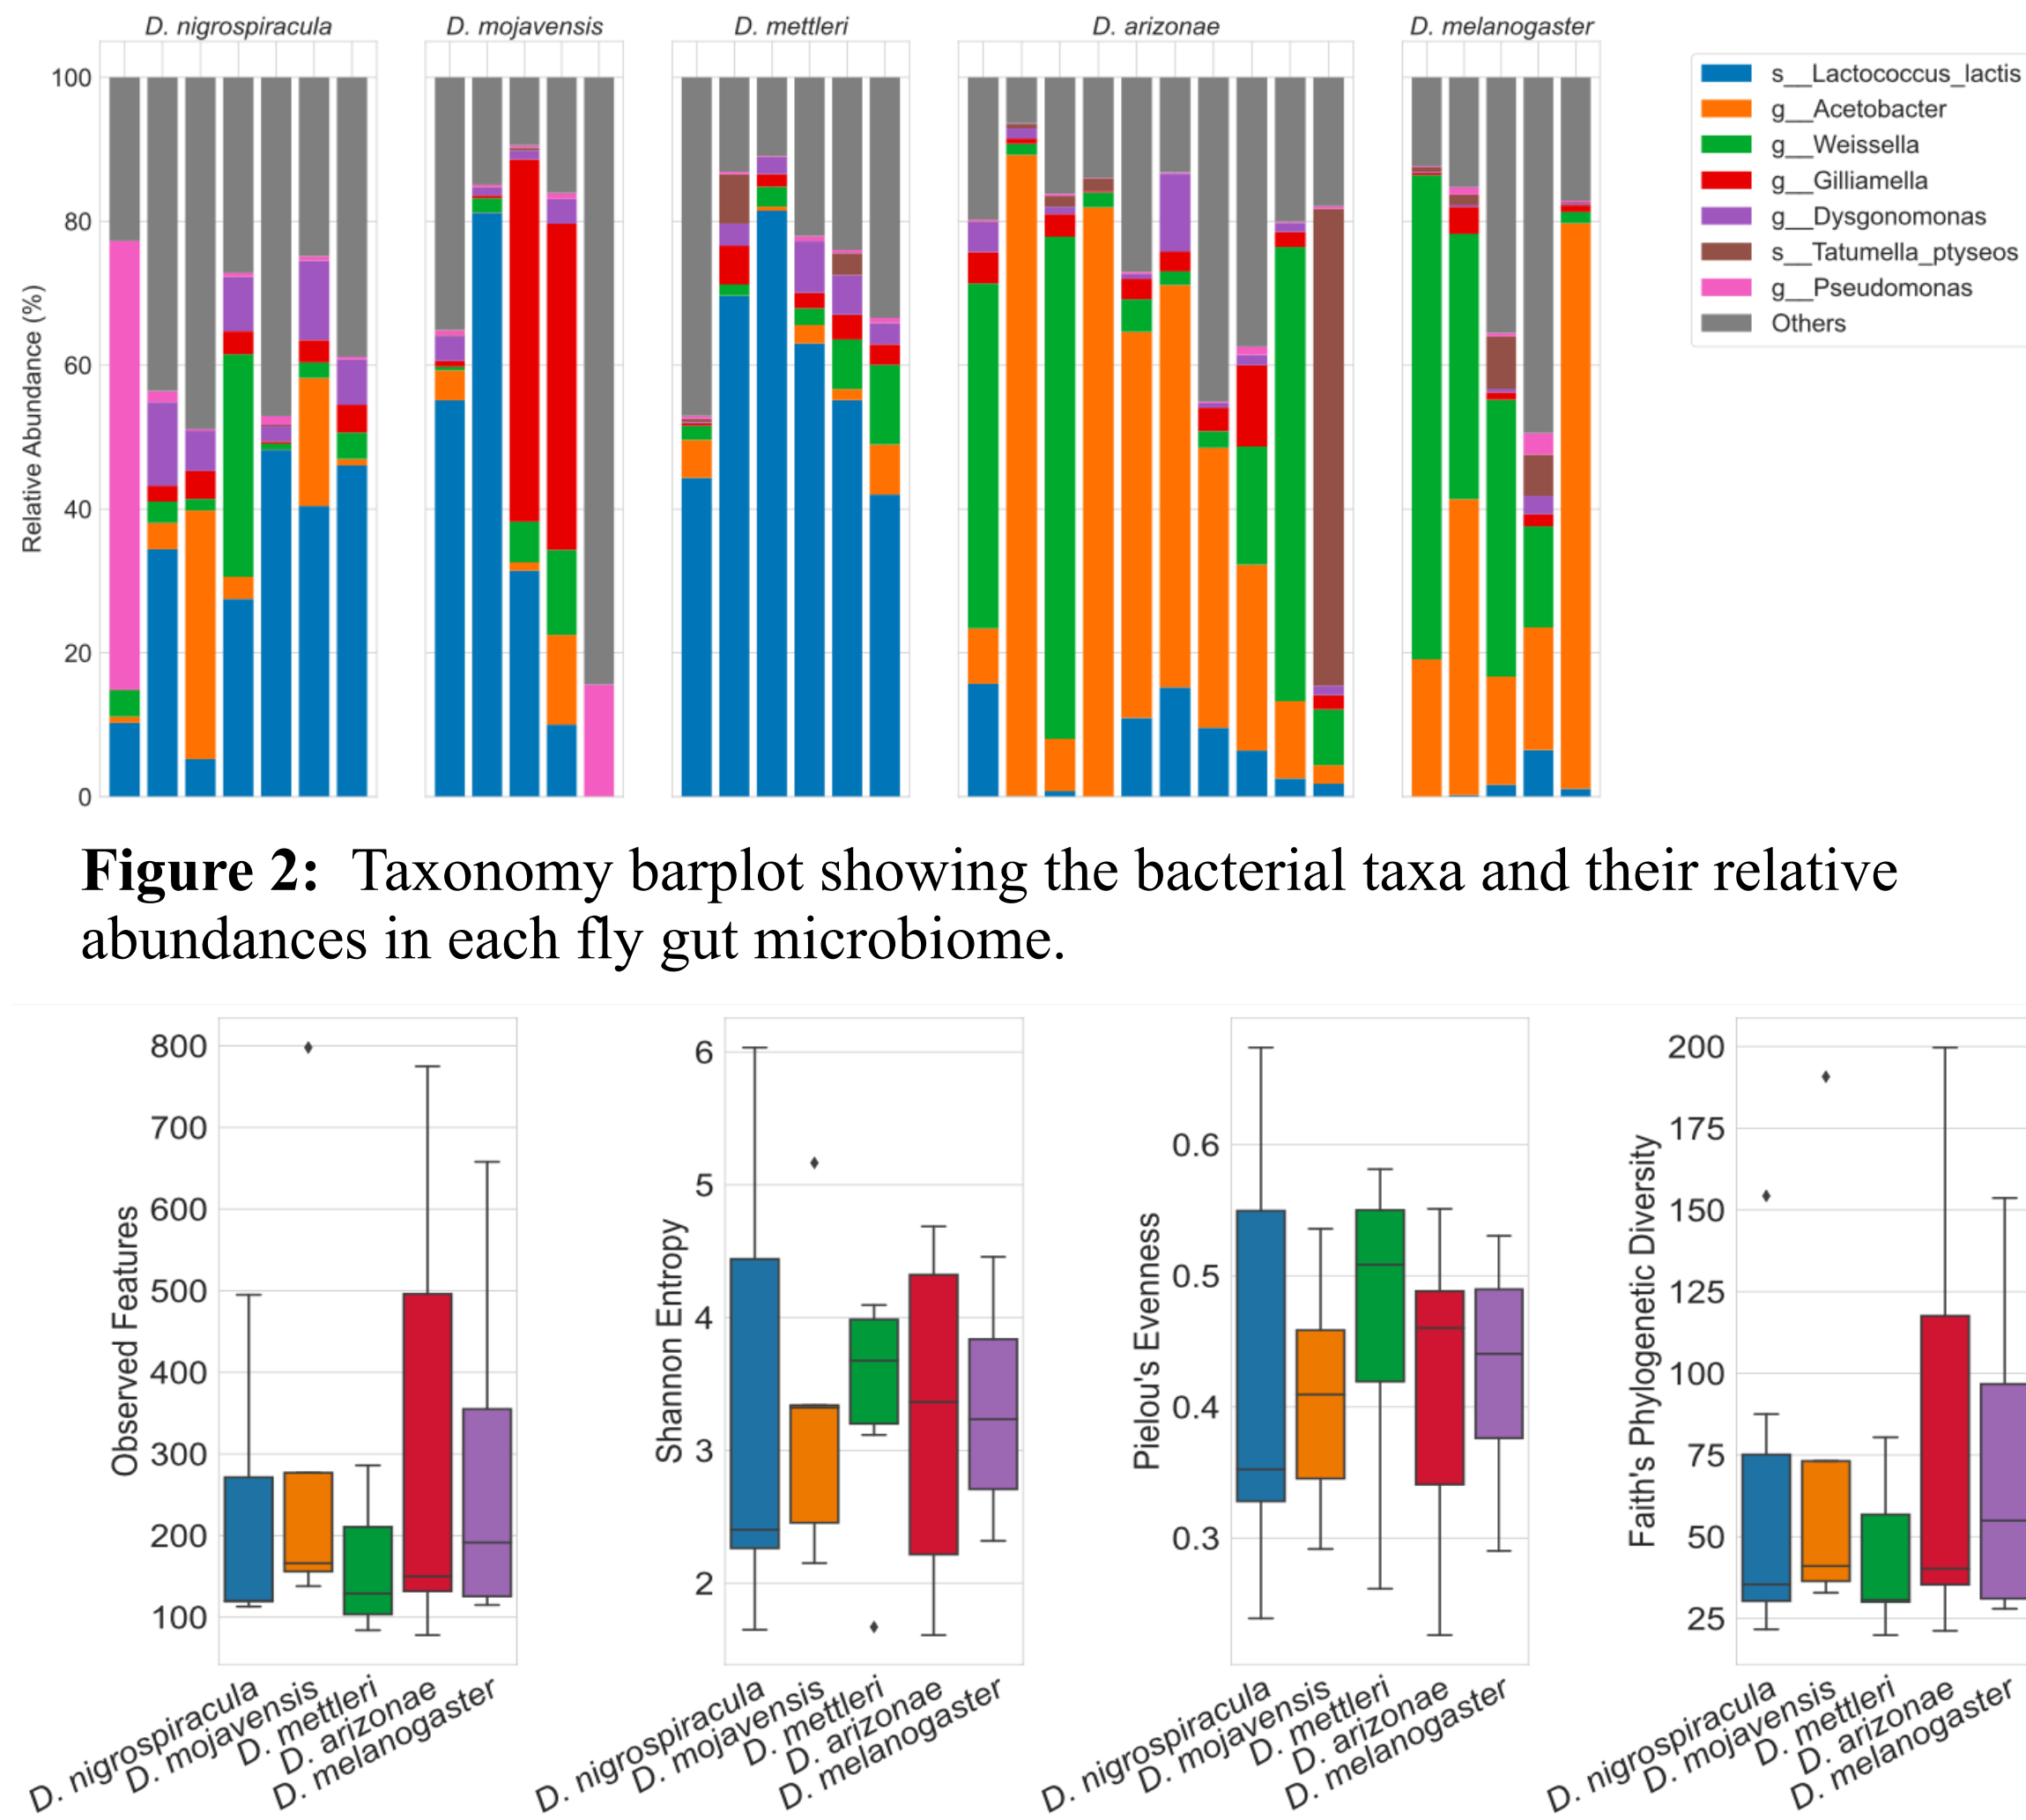 D. nigrospiracula D. mojavensis D. mettleri D. arizonae D. melanogaster
Relative Abundance (%)
100
80
60
40
20
0
s__Lactococcus_lactis
g__Acetobacter
g__Weissella
g__Gilliamella
g__Dysgonomonas
s__Tatumella_ptyseos
g__Pseudomonas
Others
Figure 2: Taxonomy barplot showing the bacterial taxa and their relative
abundances in each fly gut microbiome.
Observed Features
800
700
600
500
400
300
200
100
D. nigrospiracula
D. mojavensis
D. mettleri
D. arizonae
D. melanogaster
Shannon Entropy
6
5
4
3
2
D. nigrospiracula
D. mojavensis
D. mettleri
D. arizonae
D. melanogaster
Pielou's Evenness
0.6
0.5
0.4
0.3
D. nigrospiracula
D. mojavensis
D. mettleri
D. arizonae
D. melanogaster
Faith's Phylogenetic Diversity
200
175
150
125
100
75
50
25
D. nigrospiracula
D. mojavensis
D. mettleri
D. arizonae
D. melanogaster